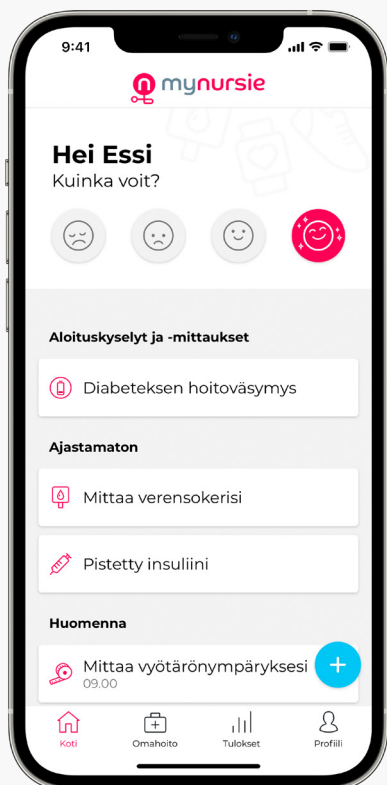 9:41
mynursie
Hei Essi
Kuinka voit?
Aloituskyselyt ja -mittaukset
Diabeteksen hoitoväsymys
Ajastamaton
Mittaa verensokerisi
Pistetty insuliini
Huomenna
Mittaa vyötärönympäryksesi
09.00
Koti Omahoito Tulokset Profiili